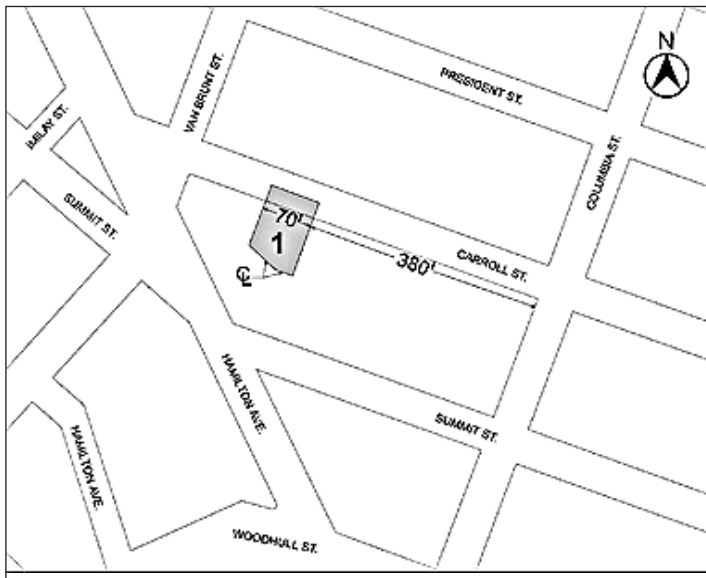 N
PRESIDENT ST.
VAN BRUNT ST.
IMLAY ST.
COLUMBIA ST.
SUMMIT ST.
70'
1
CARROLL ST.
380'
CL
HAMILTON AVE.
SUMMIT ST.
HAMILTON AVE.
WOODHULL ST.